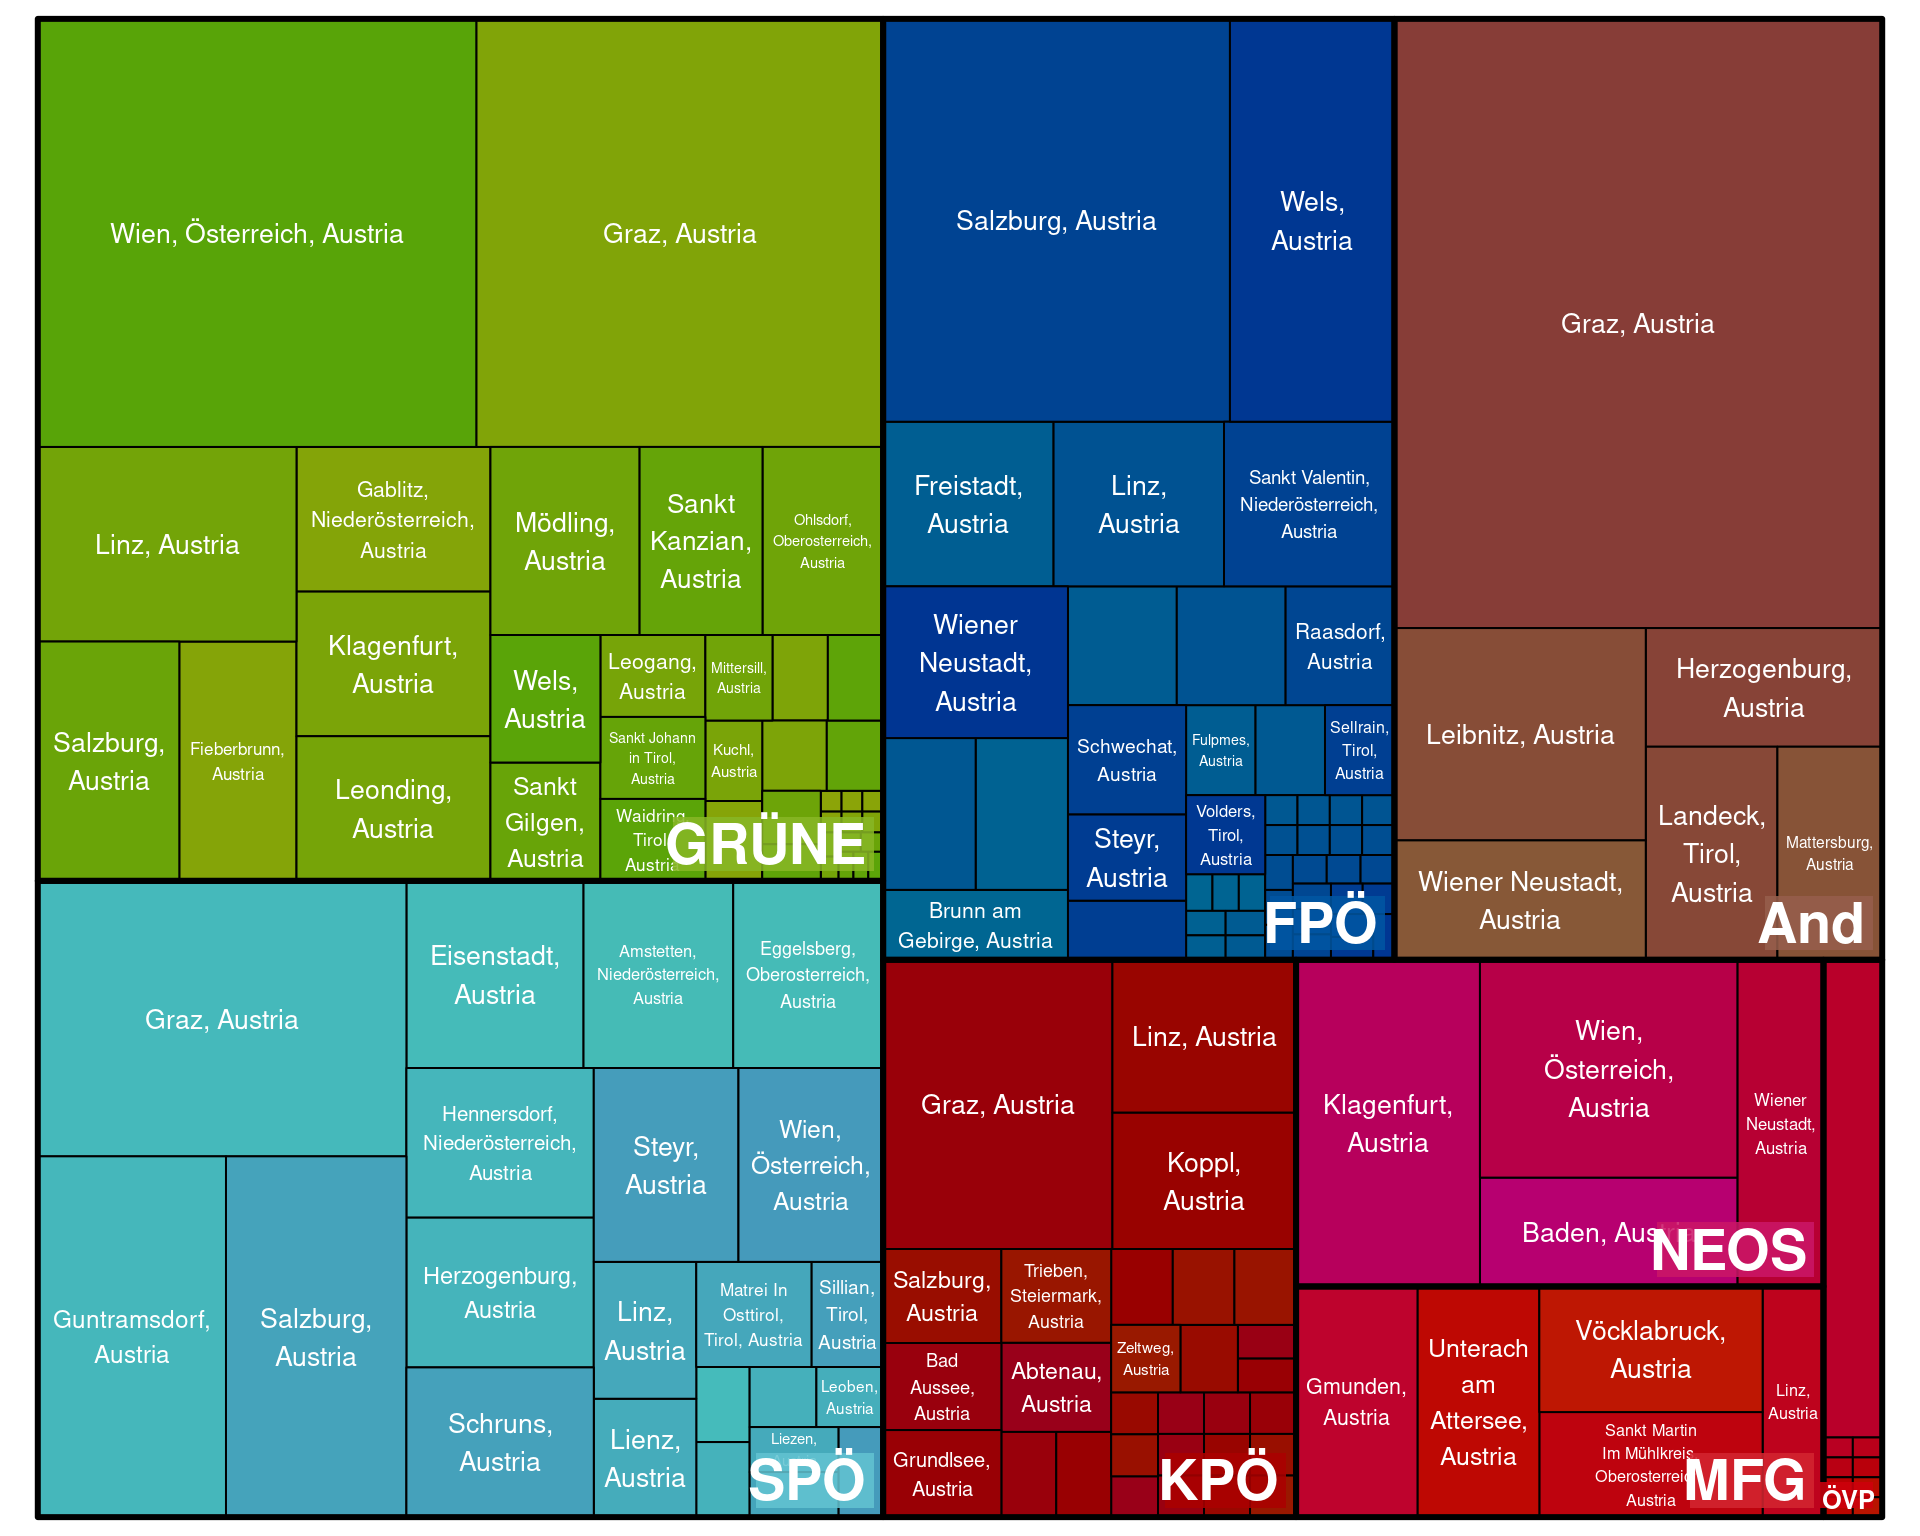 Wien, Österreich, Austria
Graz, Austria
Linz, Austria
Gablitz,
Niederösterreich,
Austria
Mödling,
Austria
Sankt
Kanzian,
Austria
Ohlsdorf,
Oberosterreich,
Austria
Klagenfurt,
Austria
Salzburg,
Austria
Fieberbrunn,
Austria
Leonding,
Austria
Wels,
Austria
Leogang,
Austria
Mittersill,
Austria
Sankt Johann
in Tirol,
Austria
Kuchl,
Austria
Sankt
Gilgen,
Austria
Waidring,
Tirol,
Austria
GRÜNE
Salzburg, Austria
Wels,
Austria
Freistadt,
Austria
Linz,
Austria
Sankt Valentin,
Niederösterreich,
Austria
Wiener
Neustadt,
Austria
Raasdorf,
Austria
Schwechat,
Austria
Fulpmes,
Austria
Sellrain,
Tirol,
Austria
Steyr,
Austria
Volders,
Tirol,
Austria
Brunn am
Gebirge, Austria
FPÖ
Graz, Austria
Leibnitz, Austria
Herzogenburg,
Austria
Wiener Neustadt,
Austria
Landeck,
Tirol,
Austria
Mattersburg,
Austria
And
Graz, Austria
Eisenstadt,
Austria
Amstetten,
Niederösterreich,
Austria
Eggelsberg,
Oberosterreich,
Austria
Hennersdorf,
Niederösterreich,
Austria
Steyr,
Austria
Wien,
Österreich,
Austria
Guntramsdorf,
Austria
Salzburg,
Austria
Herzogenburg,
Austria
Linz,
Austria
Matrei In
Osttirol,
Tirol, Austria
Sillian,
Tirol,
Austria
Schruns,
Austria
Lienz,
Austria
Leoben,
Austria
Liezen,
SPÖ
Graz, Austria
Linz, Austria
Koppl,
Austria
Salzburg,
Austria
Trieben,
Steiermark,
Austria
Bad
Aussee,
Austria
Abtenau,
Austria
Zeltweg,
Austria
Grundlsee,
Austria
KPÖ
Klagenfurt,
Austria
Wien,
Österreich,
Austria
Wiener
Neustadt,
Austria
Baden, Austria
NEOS
Gmunden,
Austria
Unterach
am
Attersee,
Austria
Vöcklabruck,
Austria
Sankt Martin
Im Mühlkreis,
Oberosterreich,
Austria
Linz,
Austria
MFG
ÖVP